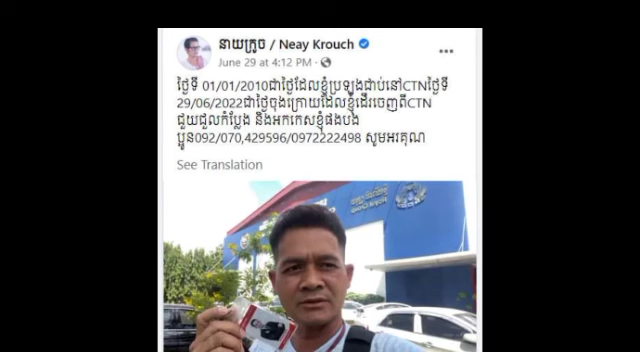 នាយក្រូច / Neay Krouch
June 29 at 4:12 PM ·
ថ្ងៃទី 01/01/2010ជាថ្ងៃដែលខ្ញុំប្រឡងជាប់នៅCTNថ្ងៃទី
29/06/2022ជាថ្ងៃចុងក្រោយដែលខ្ញុំដើរចេញពីCTN
ជួយជួលកំប្លែង និងអកកេសខ្ញុំផងបង
ប្អូន092/070,429596/0972222498 សូមអរគុណ
See Translation